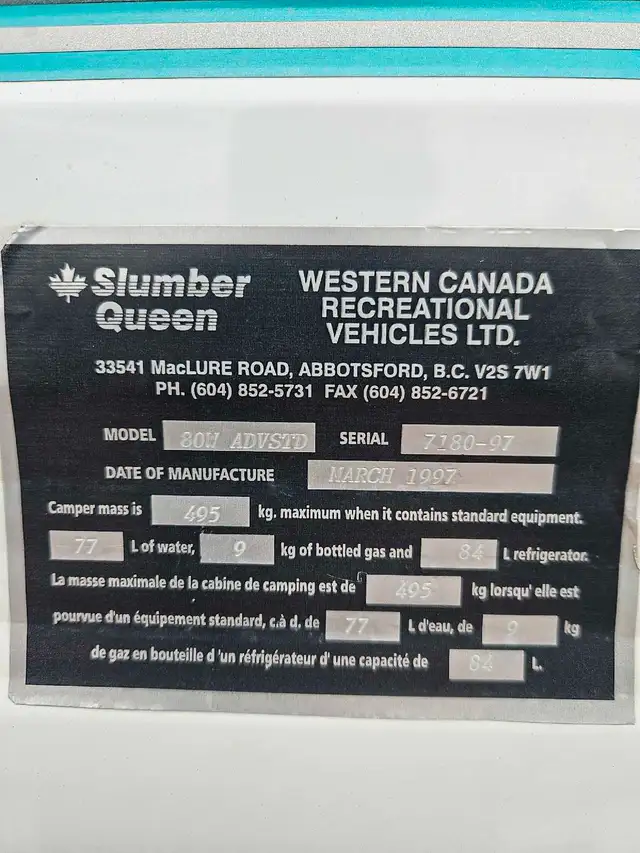 Slumber
Queen
WESTERN CANADA
RECREATIONAL
VEHICLES LTD.
33541 MacLURE ROAD, ABBOTSFORD, B.C. V2S 7W1
PH. (604) 852-5731 FAX (604) 852-6721
MODEL 80W ADVSTD SERIAL 7180-97
DATE OF MANUFACTURE MARCH 1997
Camper mass is 495 kg. maximum when it contains standard equipment.
77 L of water, 9 kg of bottled gas and 84 L refrigerator.
La masse maximale de la cabine de camping est de 495 kg lorsqu' elle est
pourvue d'un équipement standard, c.à d. de 77 L d'eau, de 9 kg
de gaz en bouteille d 'un réfrigérateur d' une capacité de 84 L.